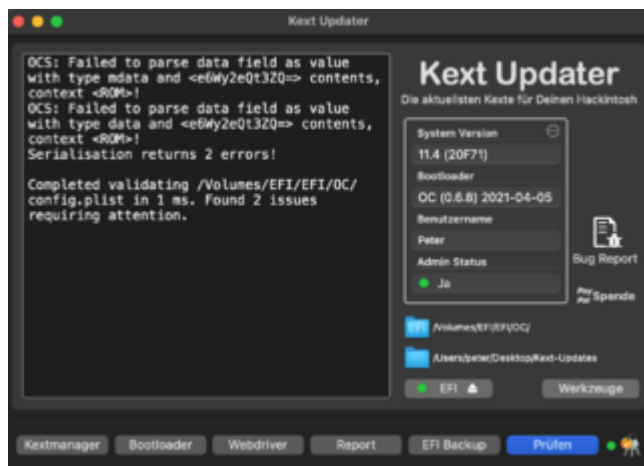 Kext Updater
OCS: Failed to parse data field as value
with type mdata and <e6Wy2eQt3ZQ=> contents,
context <ROM>!
OCS: Failed to parse data field as value
with type data and <e6Wy2eQt3ZQ=> contents,
context <ROM>!
Serialisation returns 2 errors!
Completed validating /Volumes/EFI/EFI/OC/
config.plist in 1 ms. Found 2 issues
requiring attention.
Kext Updater
Die aktuellsten Kexte für Deinen Hackintosh
System Version
11.4 (20F71)
Bootloader
OC (0.6.8) 2021-04-05
Benutzername
Peter
Admin Status
Ja
Bug Report
PayPal Spende
EFI /Volumes/EFI/EFI/OC/
/Users/peter/Desktop/Kext-Updates
EFI
Werkzeuge
Kextmanager
Bootloader
Webdriver
Report
EFI Backup
Prüfen